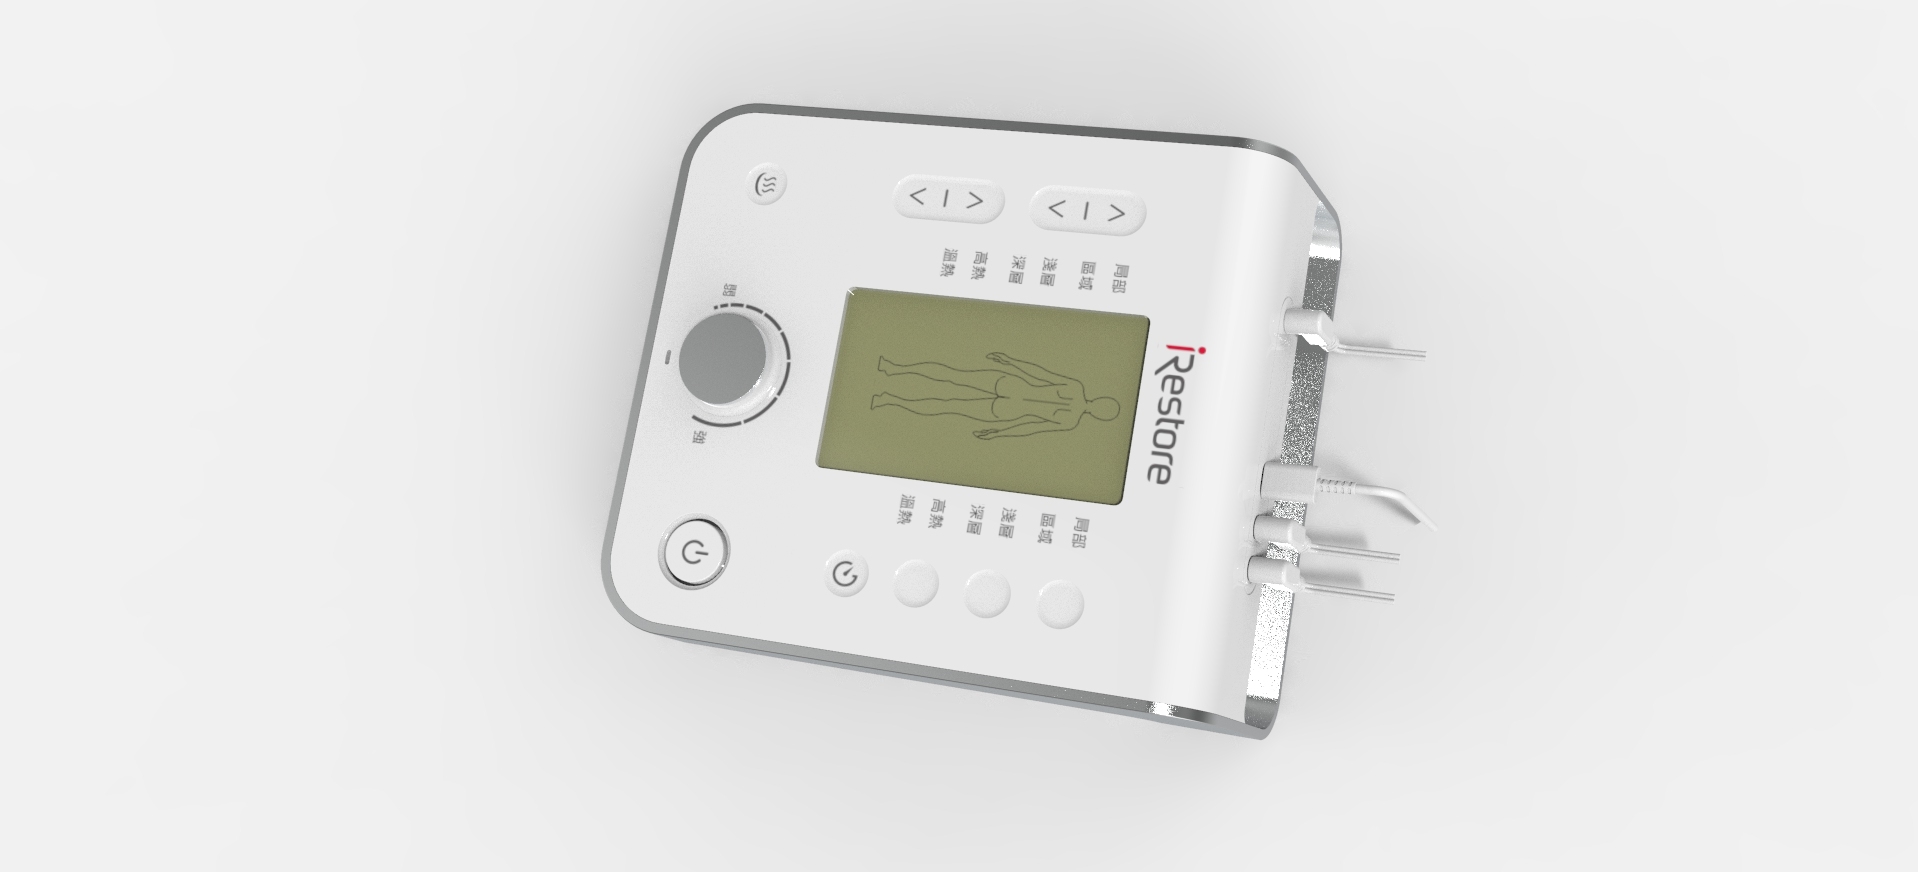 iRestore
局部
區域
淺層
深層
高熱
溫熱
局部
區域
淺層
深層
高熱
溫熱
弱
強